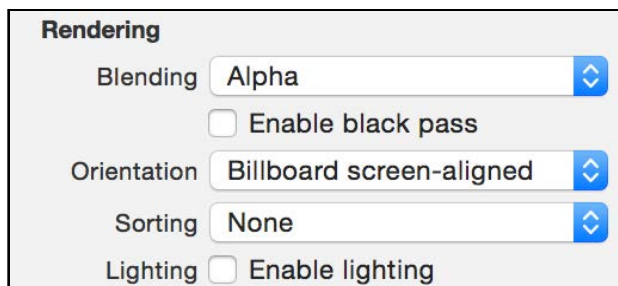 Rendering
Blending Alpha
Enable black pass
Orientation Billboard screen-aligned
Sorting None
Lighting Enable lighting